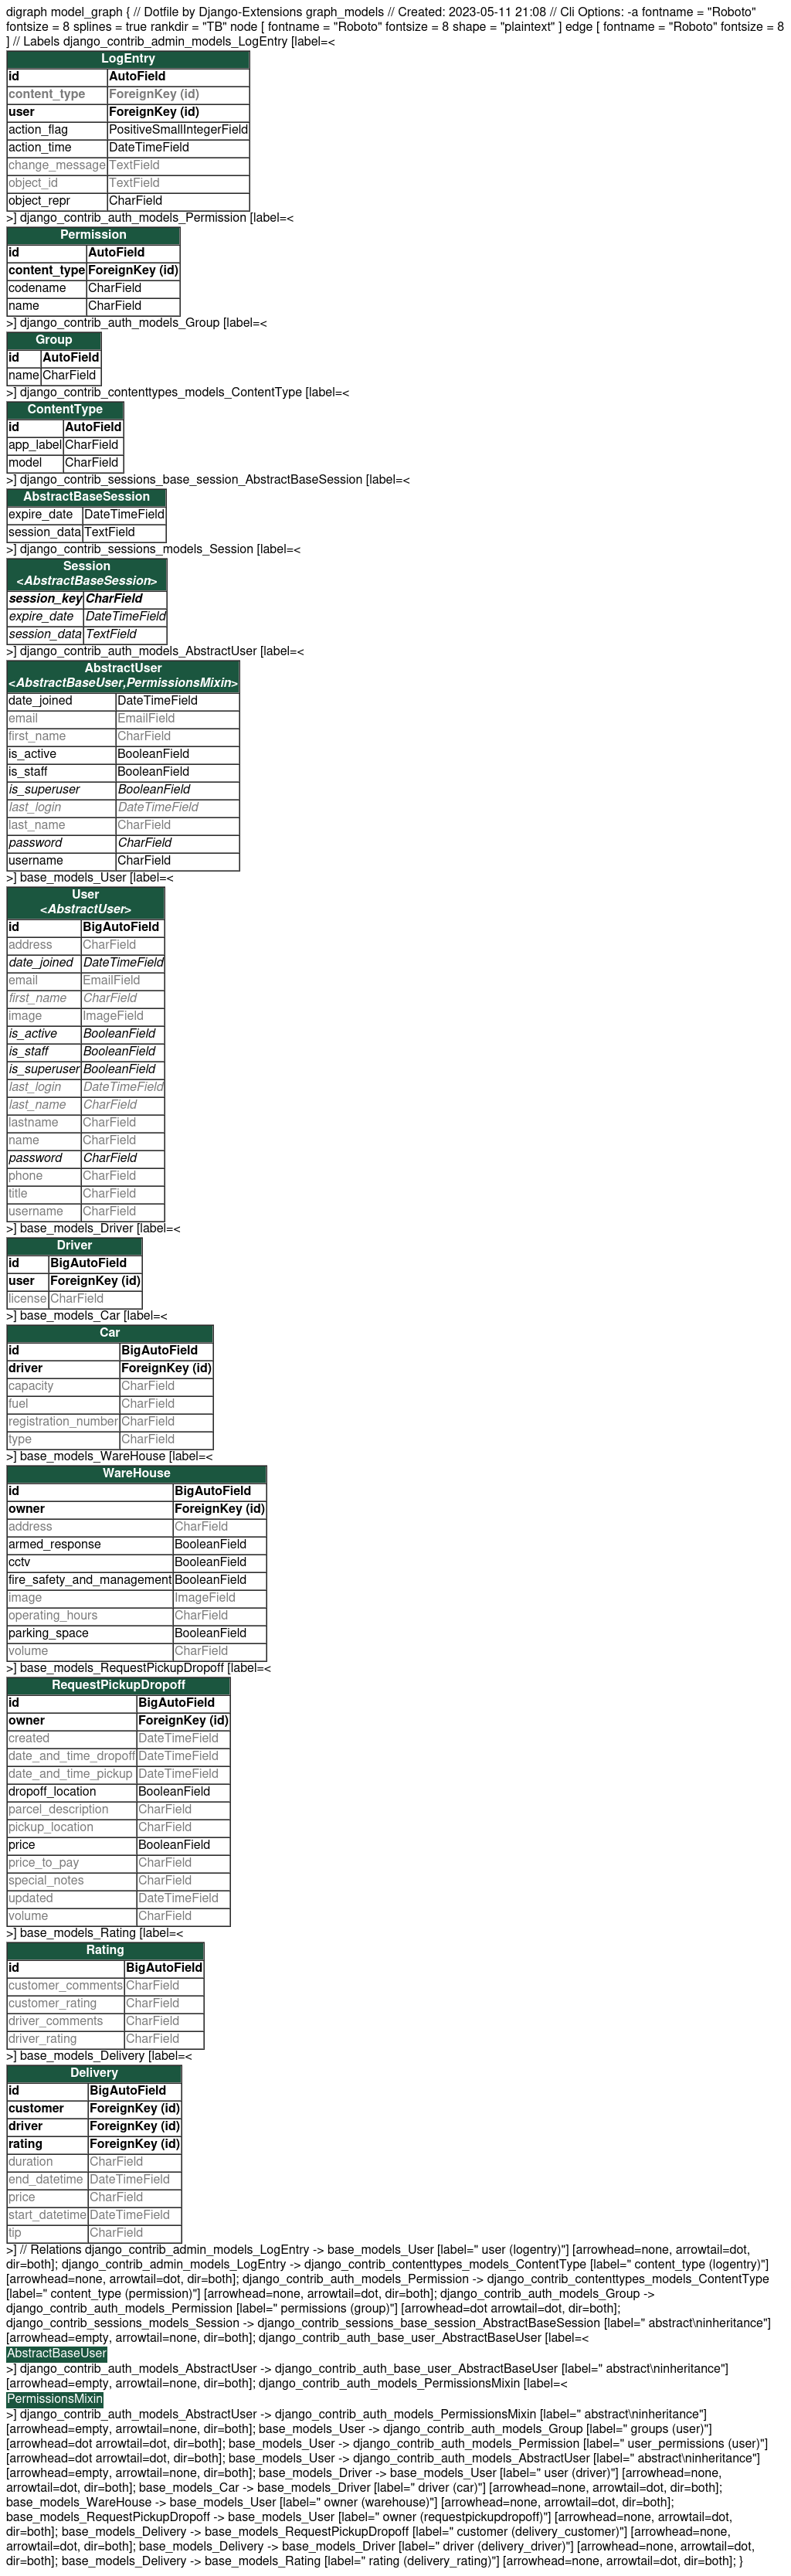 digraph model_graph { // Dotfile by Django-Extensions graph_models // Created: 2023-05-11 21:08 // Cli Options: -a fontname = "Roboto"
fontsize = 8 splines = true rankdir = "TB" node [ fontname = "Roboto" fontsize = 8 shape = "plaintext" ] edge [ fontname = "Roboto" fontsize = 8
] // Labels django_contrib_admin_models_LogEntry [label=<
LogEntry
id AutoField
content_type ForeignKey (id)
user ForeignKey (id)
action_flag PositiveSmallIntegerField
action_time DateTimeField
change_message TextField
object_id TextField
object_repr CharField
>] django_contrib_auth_models_Permission [label=<
Permission
id AutoField
content_type ForeignKey (id)
codename CharField
name CharField
>] django_contrib_auth_models_Group [label=<
Group
id AutoField
name CharField
>] django_contrib_contenttypes_models_ContentType [label=<
ContentType
id AutoField
app_label CharField
model CharField
>] django_contrib_sessions_base_session_AbstractBaseSession [label=<
AbstractBaseSession
expire_date DateTimeField
session_data TextField
>] django_contrib_sessions_models_Session [label=<
Session
<AbstractBaseSession>
session_key CharField
expire_date DateTimeField
session_data TextField
>] django_contrib_auth_models_AbstractUser [label=<
AbstractUser
<AbstractBaseUser,PermissionsMixin>
date_joined DateTimeField
email EmailField
first_name CharField
is_active BooleanField
is_staff BooleanField
is_superuser BooleanField
last_login DateTimeField
last_name CharField
password CharField
username CharField
>] base_models_User [label=<
User
<AbstractUser>
id BigAutoField
address CharField
date_joined DateTimeField
email EmailField
first_name CharField
image ImageField
is_active BooleanField
is_staff BooleanField
is_superuser BooleanField
last_login DateTimeField
last_name CharField
lastname CharField
name CharField
password CharField
phone CharField
title CharField
username CharField
>] base_models_Driver [label=<
Driver
id BigAutoField
user ForeignKey (id)
license CharField
>] base_models_Car [label=<
Car
id BigAutoField
driver ForeignKey (id)
capacity CharField
fuel CharField
registration_number CharField
type CharField
>] base_models_WareHouse [label=<
WareHouse
id BigAutoField
owner ForeignKey (id)
address CharField
armed_response BooleanField
cctv BooleanField
fire_safety_and_management BooleanField
image ImageField
operating_hours CharField
parking_space BooleanField
volume CharField
>] base_models_RequestPickupDropoff [label=<
RequestPickupDropoff
id BigAutoField
owner ForeignKey (id)
created DateTimeField
date_and_time_dropoff DateTimeField
date_and_time_pickup DateTimeField
dropoff_location BooleanField
parcel_description CharField
pickup_location CharField
price BooleanField
price_to_pay CharField
special_notes CharField
updated DateTimeField
volume CharField
>] base_models_Rating [label=<
Rating
id BigAutoField
customer_comments CharField
customer_rating CharField
driver_comments CharField
driver_rating CharField
>] base_models_Delivery [label=<
Delivery
id BigAutoField
customer ForeignKey (id)
driver ForeignKey (id)
rating ForeignKey (id)
duration CharField
end_datetime DateTimeField
price CharField
start_datetime DateTimeField
tip CharField
>] // Relations django_contrib_admin_models_LogEntry -> base_models_User [label=" user (logentry)"] [arrowhead=none, arrowtail=dot,
dir=both]; django_contrib_admin_models_LogEntry -> django_contrib_contenttypes_models_ContentType [label=" content_type (logentry)"]
[arrowhead=none, arrowtail=dot, dir=both]; django_contrib_auth_models_Permission -> django_contrib_contenttypes_models_ContentType
[label=" content_type (permission)"] [arrowhead=none, arrowtail=dot, dir=both]; django_contrib_auth_models_Group ->
django_contrib_auth_models_Permission [label=" permissions (group)"] [arrowhead=dot arrowtail=dot, dir=both];
django_contrib_sessions_models_Session -> django_contrib_sessions_base_session_AbstractBaseSession [label=" abstract\ninheritance"]
[arrowhead=empty, arrowtail=none, dir=both]; django_contrib_auth_base_user_AbstractBaseUser [label=<
AbstractBaseUser
>] django_contrib_auth_models_AbstractUser -> django_contrib_auth_base_user_AbstractBaseUser [label=" abstract\ninheritance"]
[arrowhead=empty, arrowtail=none, dir=both]; django_contrib_auth_models_PermissionsMixin [label=<
PermissionsMixin
>] django_contrib_auth_models_AbstractUser -> django_contrib_auth_models_PermissionsMixin [label=" abstract\ninheritance"]
[arrowhead=empty, arrowtail=none, dir=both]; base_models_User -> django_contrib_auth_models_Group [label=" groups (user)"]
[arrowhead=dot arrowtail=dot, dir=both]; base_models_User -> django_contrib_auth_models_Permission [label=" user_permissions (user)"]
[arrowhead=dot arrowtail=dot, dir=both]; base_models_User -> django_contrib_auth_models_AbstractUser [label=" abstract\ninheritance"]
[arrowhead=empty, arrowtail=none, dir=both]; base_models_Driver -> base_models_User [label=" user (driver)"] [arrowhead=none,
arrowtail=dot, dir=both]; base_models_Car -> base_models_Driver [label=" driver (car)"] [arrowhead=none, arrowtail=dot, dir=both];
base_models_WareHouse -> base_models_User [label=" owner (warehouse)"] [arrowhead=none, arrowtail=dot, dir=both];
base_models_RequestPickupDropoff -> base_models_User [label=" owner (requestpickupdropoff)"] [arrowhead=none, arrowtail=dot,
dir=both]; base_models_Delivery -> base_models_RequestPickupDropoff [label=" customer (delivery_customer)"] [arrowhead=none,
arrowtail=dot, dir=both]; base_models_Delivery -> base_models_Driver [label=" driver (delivery_driver)"] [arrowhead=none, arrowtail=dot,
dir=both]; base_models_Delivery -> base_models_Rating [label=" rating (delivery_rating)"] [arrowhead=none, arrowtail=dot, dir=both]; }